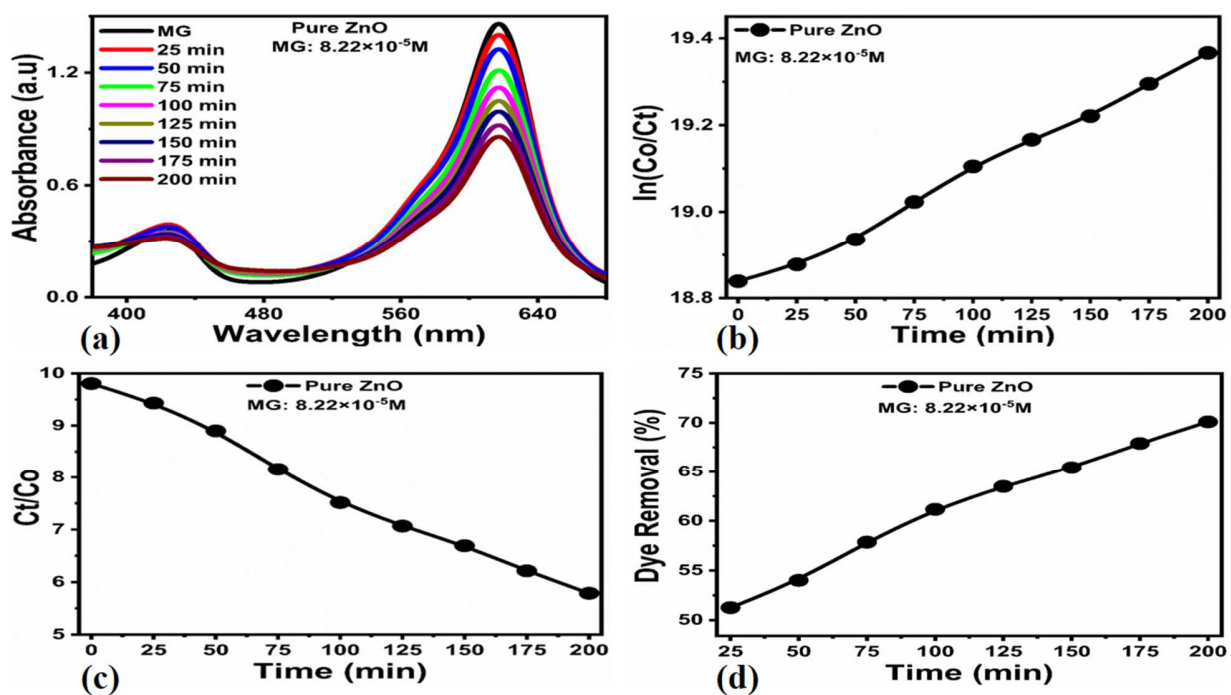 MG
25 min
50 min
75 min
100 min
125 min
150 min
175 min
200 min
Pure ZnO
MG: 8.22×10⁻⁵M
Absorbance (a.u)
1.2
0.6
0.0
400 480 560 640
Wavelength (nm)
(a)
Pure ZnO
MG: 8.22×10⁻⁵M
ln(Co/Ct)
19.4
19.2
19.0
18.8
0 25 50 75 100 125 150 175 200
Time (min)
(b)
Pure ZnO
MG: 8.22×10⁻⁵M
Ct/Co
10
9
8
7
6
5
0 25 50 75 100 125 150 175 200
Time (min)
(c)
Pure ZnO
MG: 8.22×10⁻⁵M
Dye Removal (%)
75
70
65
60
55
50
25 50 75 100 125 150 175 200
Time (min)
(d)